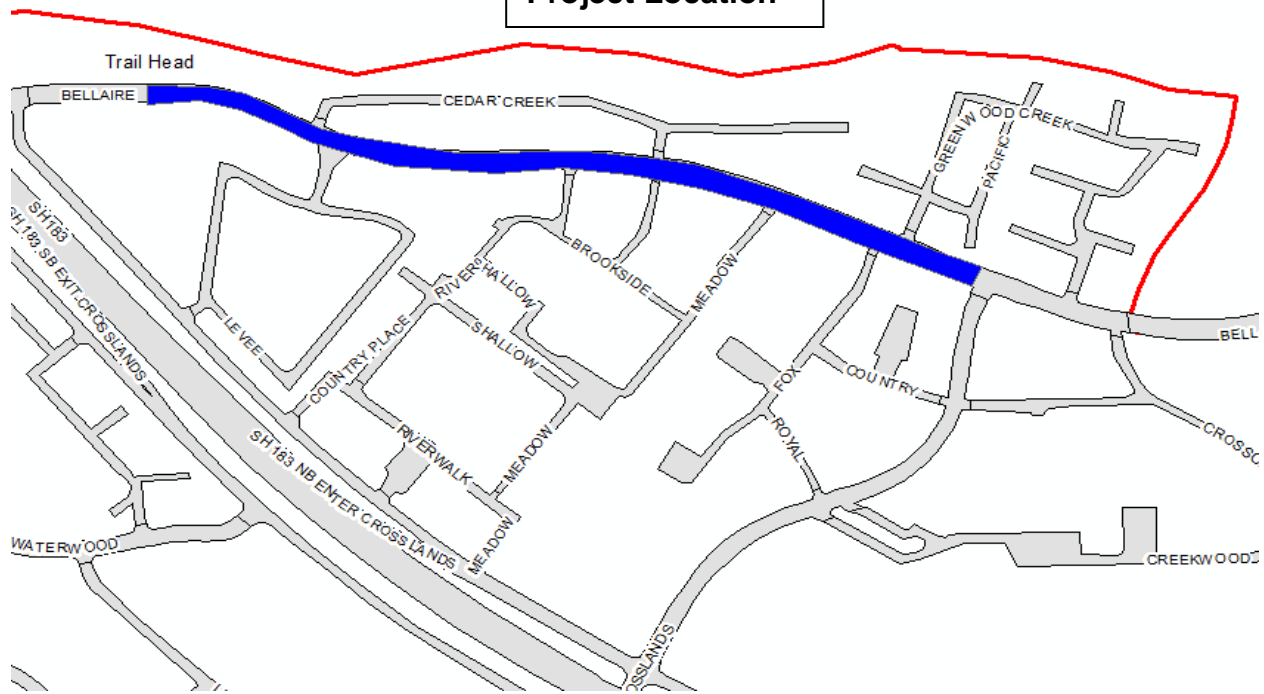 Project Location
Trail Head
BELLAIRE
CEDAR CREEK
GREENWOOD CREEK
PACIFIC
SH 183
SH 183 SB EXIT CROSSLANDS
RIVER SHALLOW
BROOKSIDE
MEADOW
LEVEE
COUNTRY PLACE
SHALLOW
FOX
COUNTRY
BELL
CROSSO
RIVERWALK
MEADOW
ROYAL
SH 183 NB ENTER CROSSLANDS
MEADOW
WATERWOOD
CREEKWOOD
OSSLANDS